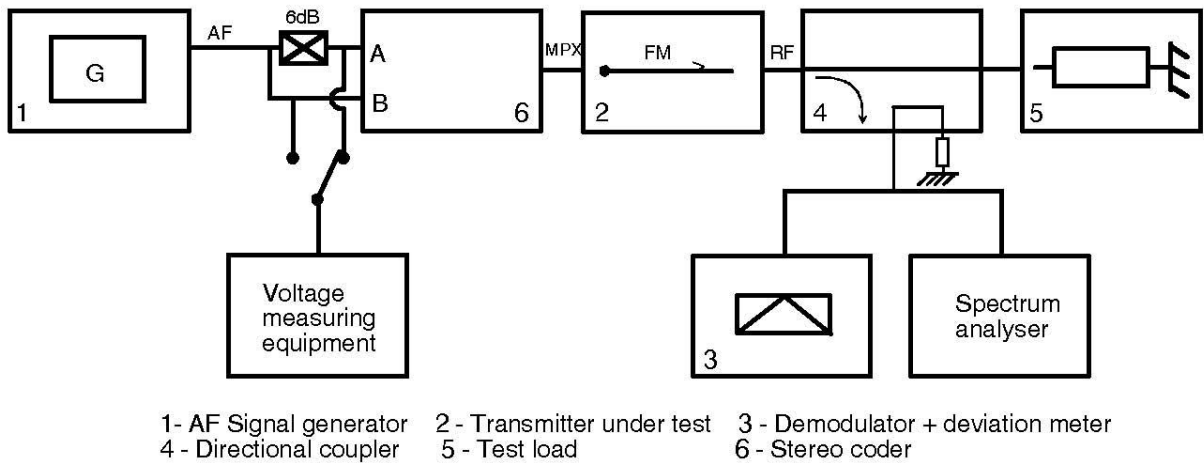 6dB
AF
A
B
G
1
6
MPX
FM
2
RF
4
5
Voltage
measuring
equipment
3
Spectrum
analyser
1- AF Signal generator 2 - Transmitter under test 3 - Demodulator + deviation meter
4 - Directional coupler 5 - Test load 6 - Stereo coder